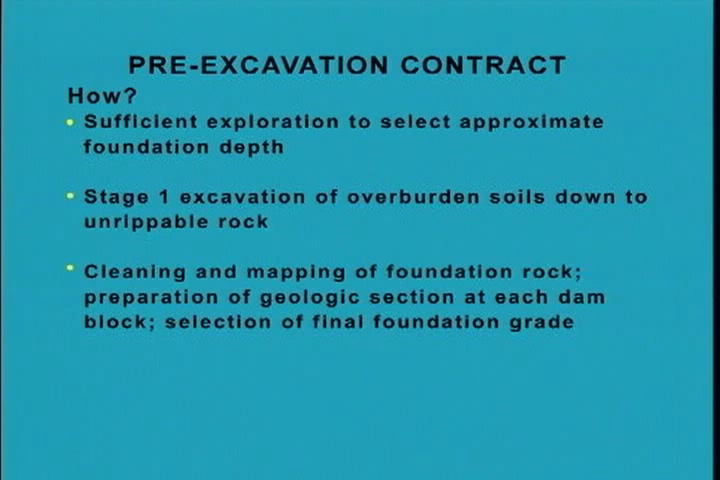 PRE-EXCAVATION CONTRACT
How?
• Sufficient exploration to select approximate
foundation depth
• Stage 1 excavation of overburden soils down to
unrippable rock
• Cleaning and mapping of foundation rock;
preparation of geologic section at each dam
block; selection of final foundation grade